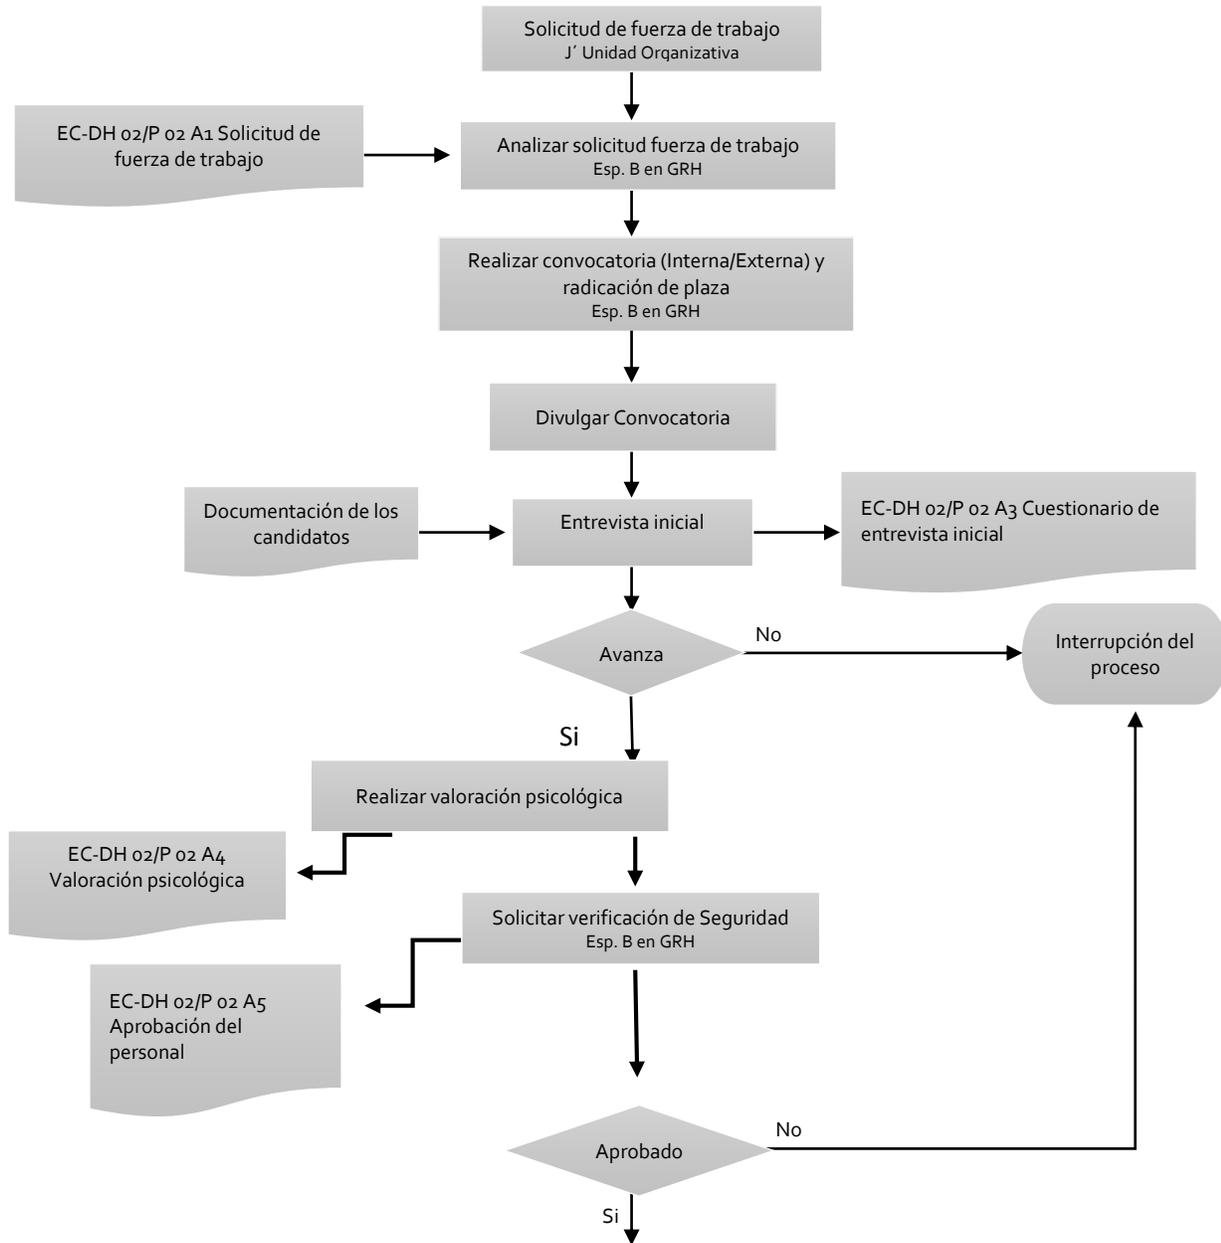 Solicitud de fuerza de trabajo
J´ Unidad Organizativa
EC-DH 02/P 02 A1 Solicitud de
fuerza de trabajo
Analizar solicitud fuerza de trabajo
Esp. B en GRH
Realizar convocatoria (Interna/Externa) y
radicación de plaza
Esp. B en GRH
Divulgar Convocatoria
Documentación de los
candidatos
Entrevista inicial
EC-DH 02/P 02 A3 Cuestionario de
entrevista inicial
Avanza
No
Interrupción del
proceso
Si
Realizar valoración psicológica
EC-DH 02/P 02 A4
Valoración psicológica
Solicitar verificación de Seguridad
Esp. B en GRH
EC-DH 02/P 02 A5
Aprobación del
personal
Aprobado
No
Si